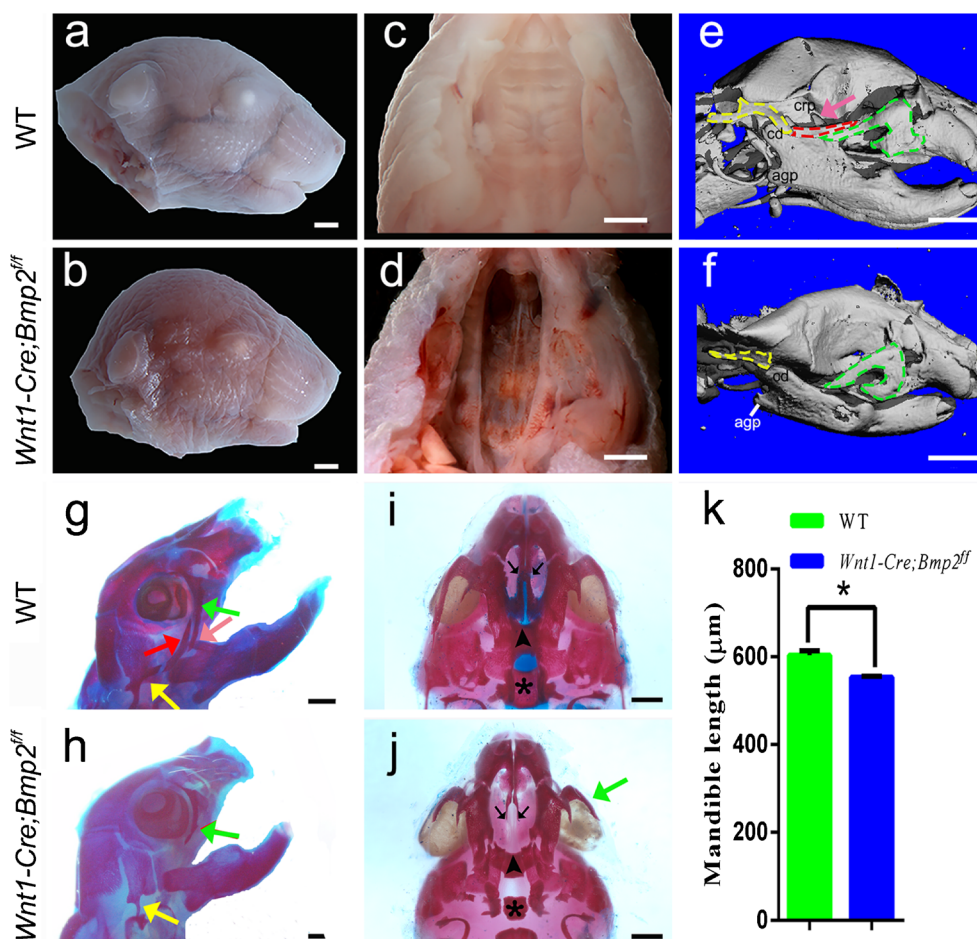 WT
a
c
e
crp
cd
agp
Wnt1-Cre;Bmp2f/f
b
d
f
cd
agp
WT
g
i
*
Wnt1-Cre;Bmp2f/f
h
j
*
k
WT
Wnt1-Cre;Bmp2f/f
*
Mandible length (μm)
800
600
400
200
0